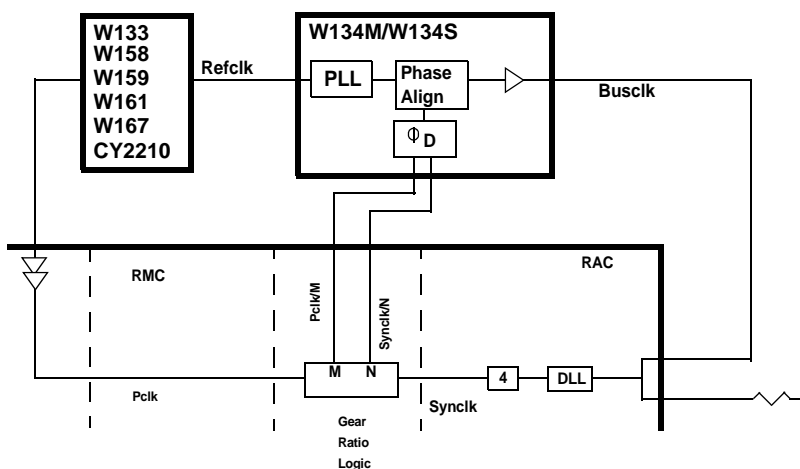 W133
W158
W159
W161
W167
CY2210
Refclk
W134M/W134S
PLL
Phase
Align
Φ D
Busclk
RMC
RAC
Pclk/M
Synclk/N
M N
4
DLL
Pclk
Synclk
Gear
Ratio
Logic